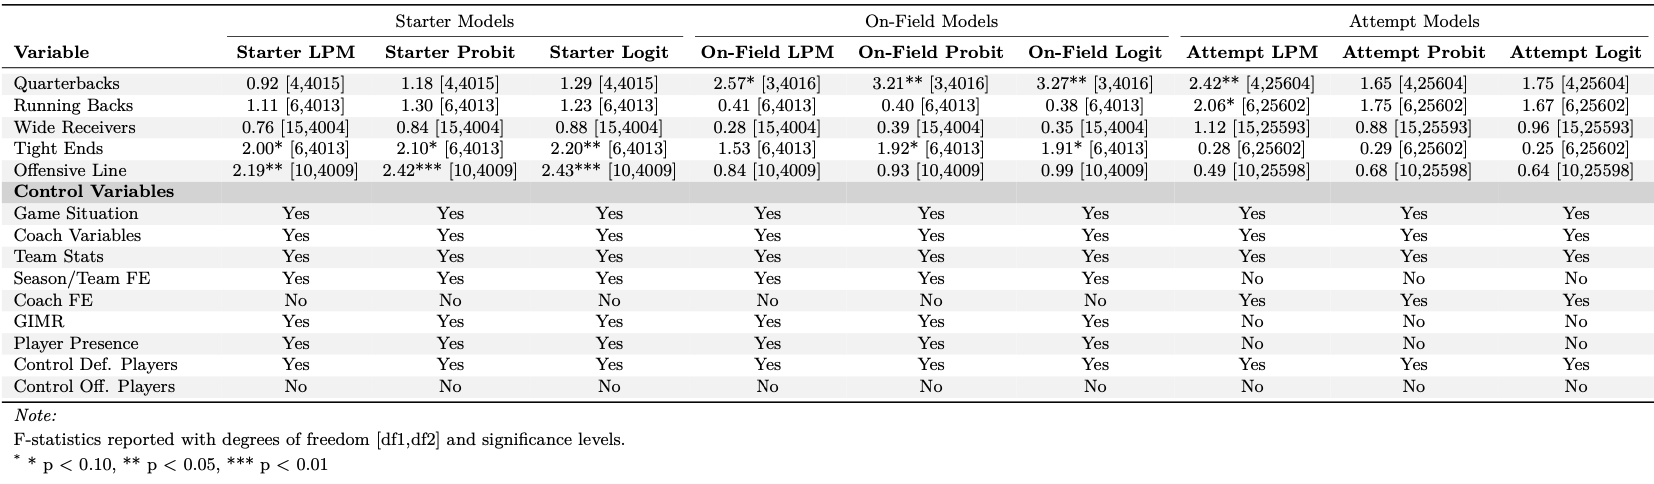 Starter Models On-Field Models Attempt Models
Variable Starter LPM Starter Probit Starter Logit On-Field LPM On-Field Probit On-Field Logit Attempt LPM Attempt Probit Attempt Logit
Quarterbacks 0.92 [4,4015] 1.18 [4,4015] 1.29 [4,4015] 2.57* [3,4016] 3.21** [3,4016] 3.27** [3,4016] 2.42** [4,25604] 1.65 [4,25604] 1.75 [4,25604]
Running Backs 1.11 [6,4013] 1.30 [6,4013] 1.23 [6,4013] 0.41 [6,4013] 0.40 [6,4013] 0.38 [6,4013] 2.06* [6,25602] 1.75 [6,25602] 1.67 [6,25602]
Wide Receivers 0.76 [15,4004] 0.84 [15,4004] 0.88 [15,4004] 0.28 [15,4004] 0.39 [15,4004] 0.35 [15,4004] 1.12 [15,25593] 0.88 [15,25593] 0.96 [15,25593]
Tight Ends 2.00* [6,4013] 2.10* [6,4013] 2.20** [6,4013] 1.53 [6,4013] 1.92* [6,4013] 1.91* [6,4013] 0.28 [6,25602] 0.29 [6,25602] 0.25 [6,25602]
Offensive Line 2.19** [10,4009] 2.42*** [10,4009] 2.43*** [10,4009] 0.84 [10,4009] 0.93 [10,4009] 0.99 [10,4009] 0.49 [10,25598] 0.68 [10,25598] 0.64 [10,25598]
Control Variables
Game Situation Yes Yes Yes Yes Yes Yes Yes Yes Yes
Coach Variables Yes Yes Yes Yes Yes Yes Yes Yes Yes
Team Stats Yes Yes Yes Yes Yes Yes Yes Yes Yes
Season/Team FE Yes Yes Yes Yes Yes Yes No No No
Coach FE No No No No No No Yes Yes Yes
GIMR Yes Yes Yes Yes Yes Yes No No No
Player Presence Yes Yes Yes Yes Yes Yes No No No
Control Def. Players Yes Yes Yes Yes Yes Yes Yes Yes Yes
Control Off. Players No No No No No No No No No
Note:
F-statistics reported with degrees of freedom [df1,df2] and significance levels.
* * p < 0.10, ** p < 0.05, *** p < 0.01